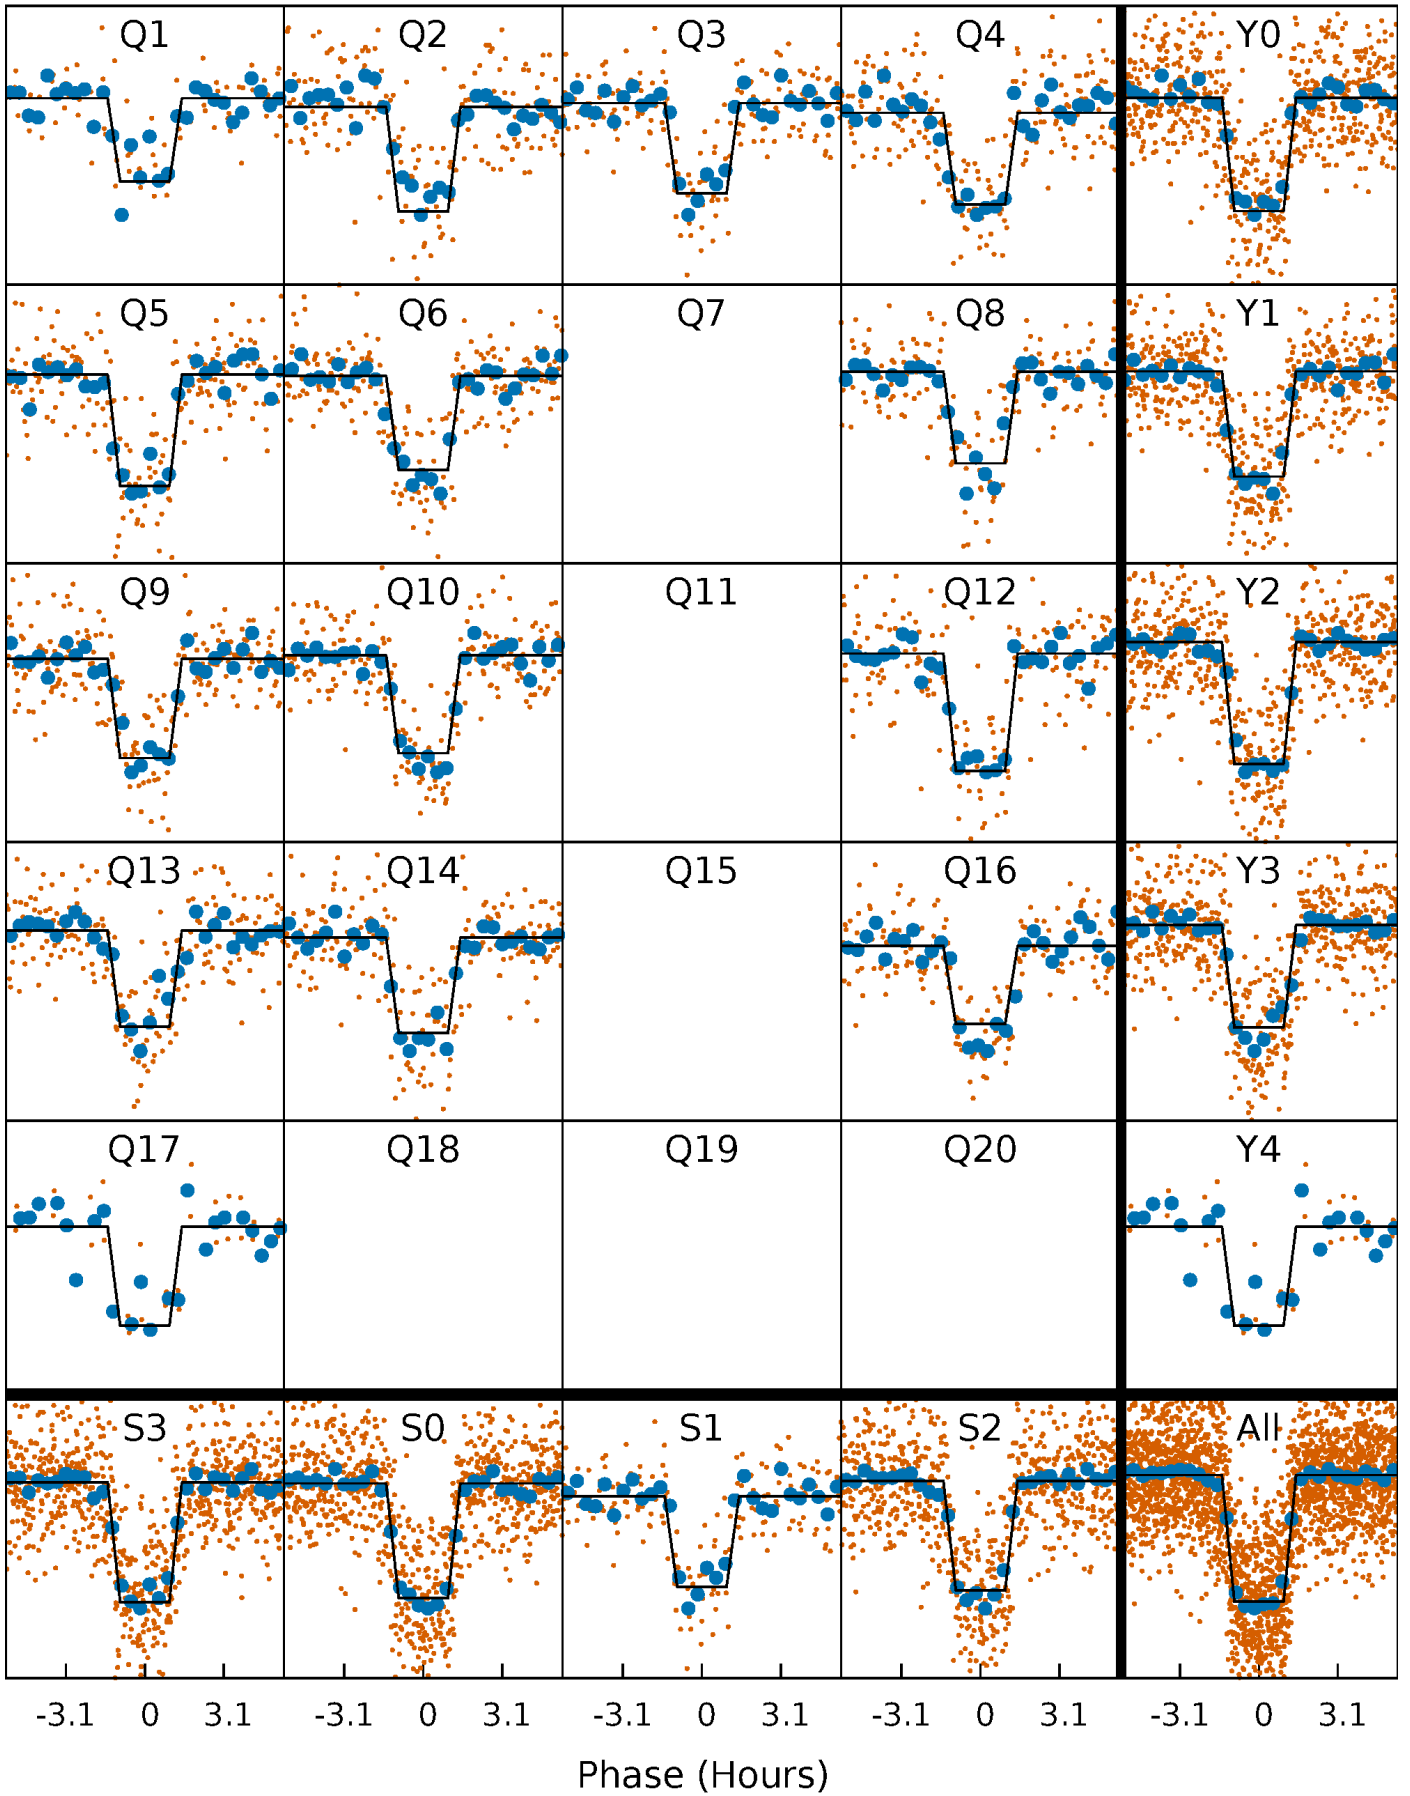 Q1 Q2 Q3 Q4 Y0
Q5 Q6 Q7 Q8 Y1
Q9 Q10 Q11 Q12 Y2
Q13 Q14 Q15 Q16 Y3
Q17 Q18 Q19 Q20 Y4
S3 S0 S1 S2 All
-3.1 0 3.1 -3.1 0 3.1 -3.1 0 3.1 -3.1 0 3.1 -3.1 0 3.1
Phase (Hours)